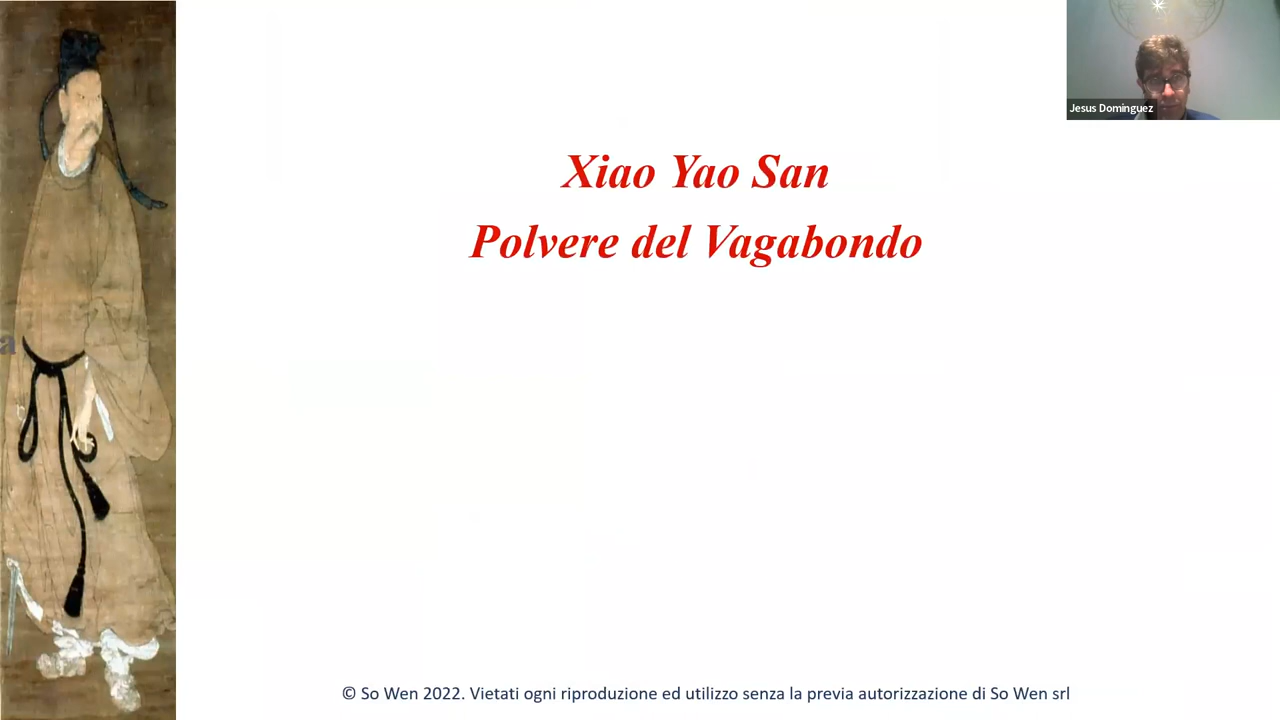 Jesus Dominguez
Xiao Yao San
Polvere del Vagabondo
a
© So Wen 2022. Vietati ogni riproduzione ed utilizzo senza la previa autorizzazione di So Wen srl